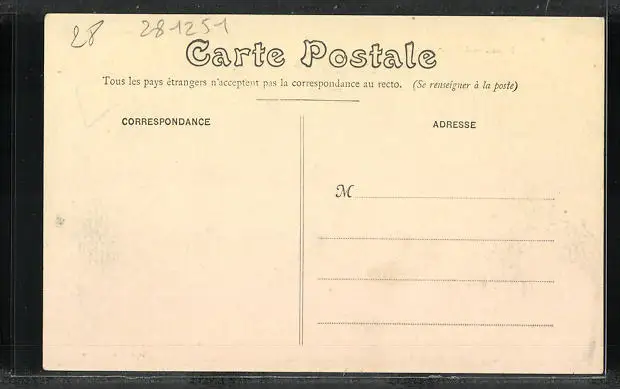 28 281251
Carte Postale
Tous les pays étrangers n'acceptent pas la correspondance au recto. (Se renseigner à la poste)
CORRESPONDANCE ADRESSE
M